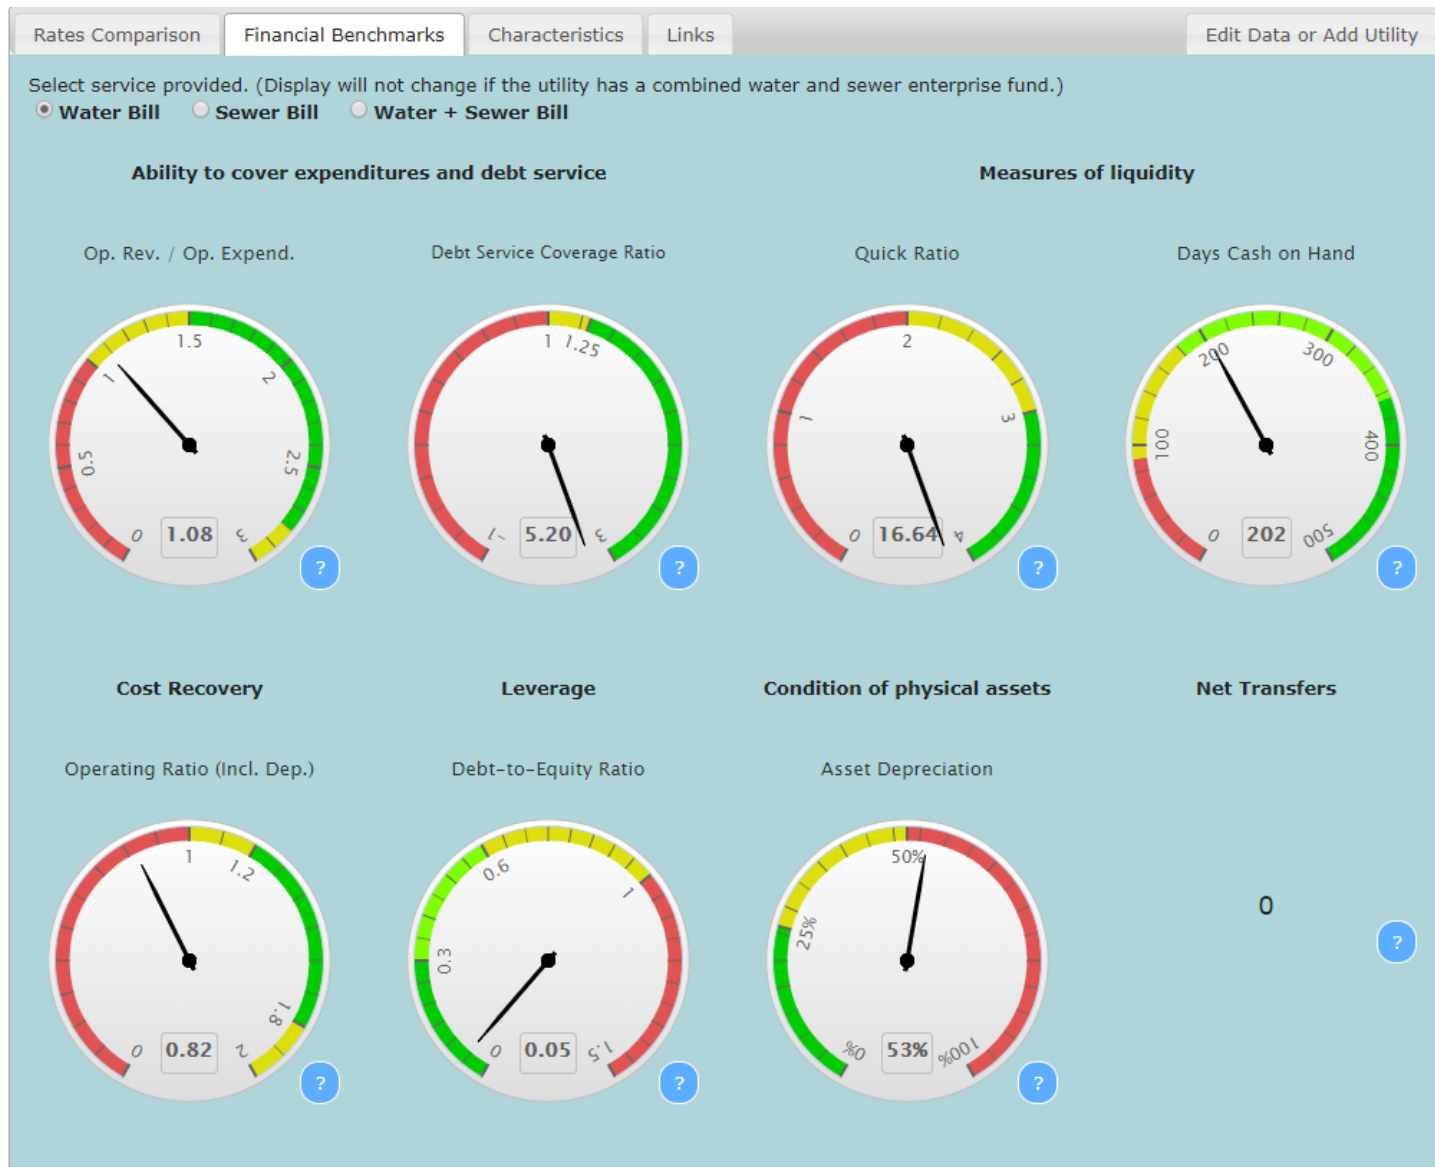 Rates Comparison
Financial Benchmarks
Characteristics
Links
Edit Data or Add Utility
Select service provided. (Display will not change if the utility has a combined water and sewer enterprise fund.)
Water Bill
Sewer Bill
Water + Sewer Bill
Ability to cover expenditures and debt service
Measures of liquidity
Op. Rev. / Op. Expend.
0
0.5
1
1.5
2
2.5
3
1.08
?
Debt Service Coverage Ratio
-1
1
1.25
3
5.20
?
Quick Ratio
0
1
2
3
4
16.64
?
Days Cash on Hand
0
100
200
300
400
500
202
?
Cost Recovery
Leverage
Condition of physical assets
Net Transfers
Operating Ratio (Incl. Dep.)
0
1
1.2
1.8
2
0.82
?
Debt-to-Equity Ratio
0
0.3
0.6
1
1.5
0.05
?
Asset Depreciation
0%
25%
50%
100%
53%
?
0
?